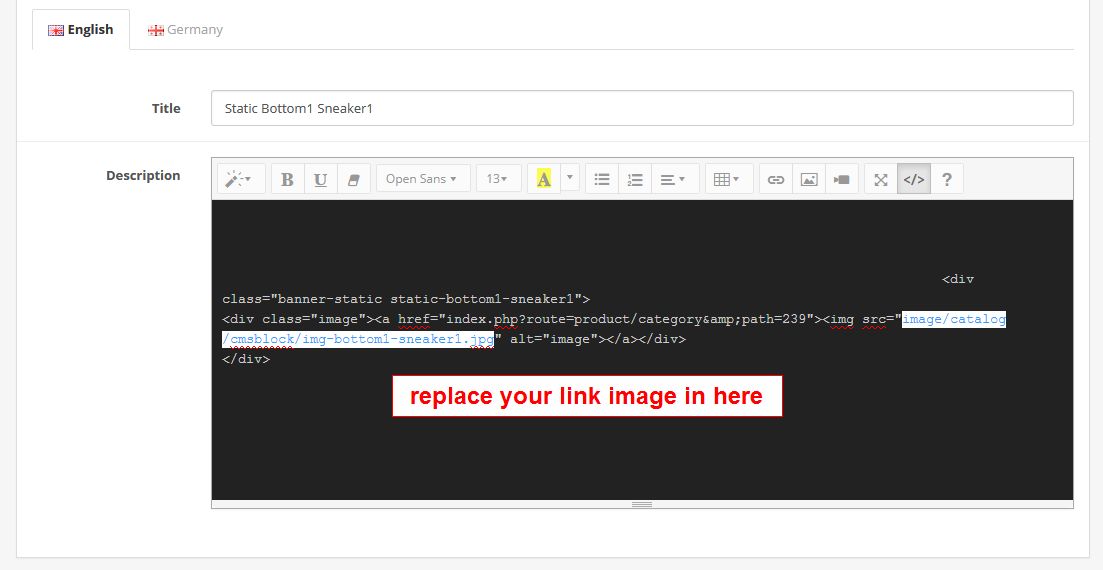 English Germany
Title Static Bottom1 Sneaker1
Description
B U Open Sans 13 A </> ?
<div
class="banner-static static-bottom1-sneaker1">
<div class="image"><a href="index.php?route=product/category&amp;path=239"><img src="image/catalog
/cmsblock/img-bottom1-sneaker1.jpg" alt="image"></a></div>
</div>
replace your link image in here